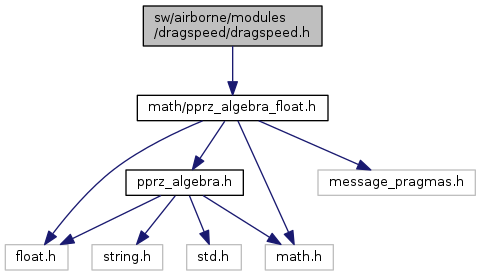 sw/airborne/modules
/dragspeed/dragspeed.h
math/pprz_algebra_float.h
pprz_algebra.h
message_pragmas.h
float.h
string.h
std.h
math.h